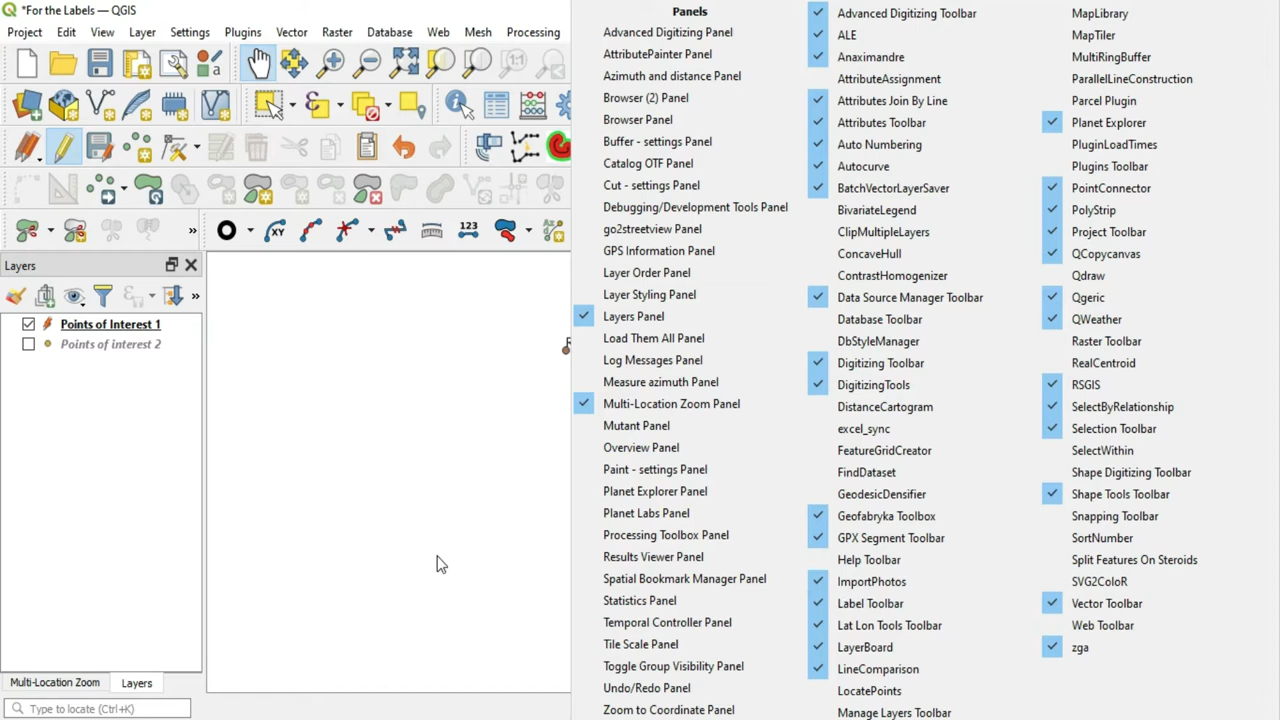 *For the Labels — QGIS
Project Edit View Layer Settings Plugins Vector Raster Database Web Mesh Processing
1:1
XY
123
Layers
Points of Interest 1
Points of interest 2
Multi-Location Zoom
Layers
Type to locate (Ctrl+K)
Panels
Advanced Digitizing Panel
AttributePainter Panel
Azimuth and distance Panel
Browser (2) Panel
Browser Panel
Buffer - settings Panel
Catalog OTF Panel
Cut - settings Panel
Debugging/Development Tools Panel
go2streetview Panel
GPS Information Panel
Layer Order Panel
Layer Styling Panel
Layers Panel
Load Them All Panel
Log Messages Panel
Measure azimuth Panel
Multi-Location Zoom Panel
Mutant Panel
Overview Panel
Paint - settings Panel
Planet Explorer Panel
Planet Labs Panel
Processing Toolbox Panel
Results Viewer Panel
Spatial Bookmark Manager Panel
Statistics Panel
Temporal Controller Panel
Tile Scale Panel
Toggle Group Visibility Panel
Undo/Redo Panel
Zoom to Coordinate Panel
Advanced Digitizing Toolbar
ALE
Anaximandre
AttributeAssignment
Attributes Join By Line
Attributes Toolbar
Auto Numbering
Autocurve
BatchVectorLayerSaver
BivariateLegend
ClipMultipleLayers
ConcaveHull
ContrastHomogenizer
Data Source Manager Toolbar
Database Toolbar
DbStyleManager
Digitizing Toolbar
DigitizingTools
DistanceCartogram
excel_sync
FeatureGridCreator
FindDataset
GeodesicDensifier
Geofabryka Toolbox
GPX Segment Toolbar
Help Toolbar
ImportPhotos
Label Toolbar
Lat Lon Tools Toolbar
LayerBoard
LineComparison
LocatePoints
Manage Layers Toolbar
MapLibrary
MapTiler
MultiRingBuffer
ParallelLineConstruction
Parcel Plugin
Planet Explorer
PluginLoadTimes
Plugins Toolbar
PointConnector
PolyStrip
Project Toolbar
QCopycanvas
Qdraw
Qgeric
QWeather
Raster Toolbar
RealCentroid
RSGIS
SelectByRelationship
Selection Toolbar
SelectWithin
Shape Digitizing Toolbar
Shape Tools Toolbar
Snapping Toolbar
SortNumber
Split Features On Steroids
SVG2ColoR
Vector Toolbar
Web Toolbar
zga